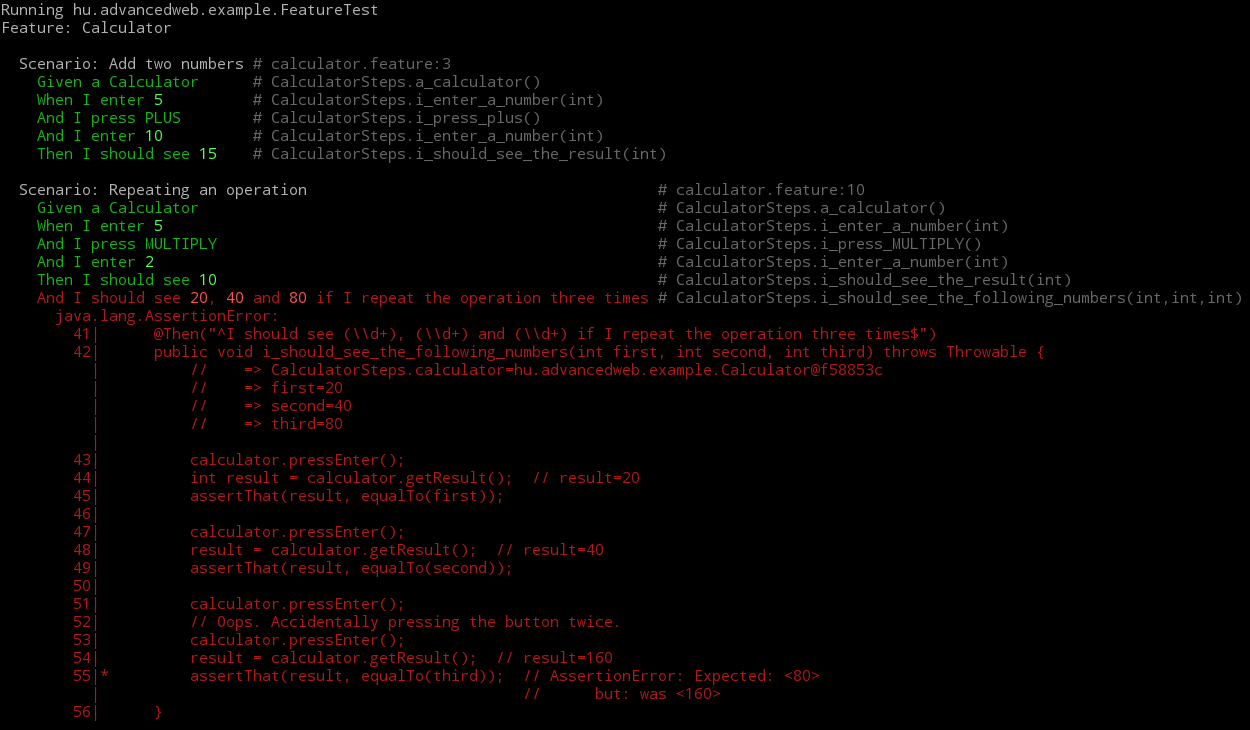 Running hu.advancedweb.example.FeatureTest
Feature: Calculator

  Scenario: Add two numbers # calculator.feature:3
    Given a Calculator      # CalculatorSteps.a_calculator()
    When I enter 5          # CalculatorSteps.i_enter_a_number(int)
    And I press PLUS        # CalculatorSteps.i_press_plus()
    And I enter 10          # CalculatorSteps.i_enter_a_number(int)
    Then I should see 15    # CalculatorSteps.i_should_see_the_result(int)

  Scenario: Repeating an operation                                       # calculator.feature:10
    Given a Calculator                                                   # CalculatorSteps.a_calculator()
    When I enter 5                                                       # CalculatorSteps.i_enter_a_number(int)
    And I press MULTIPLY                                                 # CalculatorSteps.i_press_MULTIPLY()
    And I enter 2                                                        # CalculatorSteps.i_enter_a_number(int)
    Then I should see 10                                                 # CalculatorSteps.i_should_see_the_result(int)
    And I should see 20, 40 and 80 if I repeat the operation three times # CalculatorSteps.i_should_see_the_following_numbers(int,int,int)
      java.lang.AssertionError:
        41|      @Then("^I should see (\\d+), (\\d+) and (\\d+) if I repeat the operation three times$")
        42|      public void i_should_see_the_following_numbers(int first, int second, int third) throws Throwable {
          |          //    => CalculatorSteps.calculator=hu.advancedweb.example.Calculator@f58853c
          |          //    => first=20
          |          //    => second=40
          |          //    => third=80
          |
        43|          calculator.pressEnter();
        44|          int result = calculator.getResult();  // result=20
        45|          assertThat(result, equalTo(first));
        46|
        47|          calculator.pressEnter();
        48|          result = calculator.getResult();  // result=40
        49|          assertThat(result, equalTo(second));
        50|
        51|          calculator.pressEnter();
        52|          // Oops. Accidentally pressing the button twice.
        53|          calculator.pressEnter();
        54|          result = calculator.getResult();  // result=160
        55|*         assertThat(result, equalTo(third));  // AssertionError: Expected: <80>
          |                                               //      but: was <160>
        56|      }